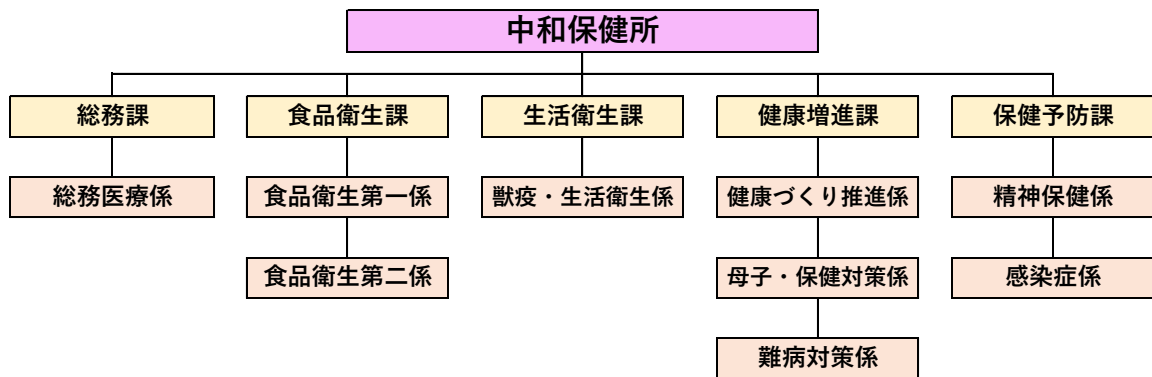 中和保健所
総務課
食品衛生課
生活衛生課
健康増進課
保健予防課
総務医療係
食品衛生第一係
獣疫・生活衛生係
健康づくり推進係
精神保健係
食品衛生第二係
母子・保健対策係
感染症係
難病対策係